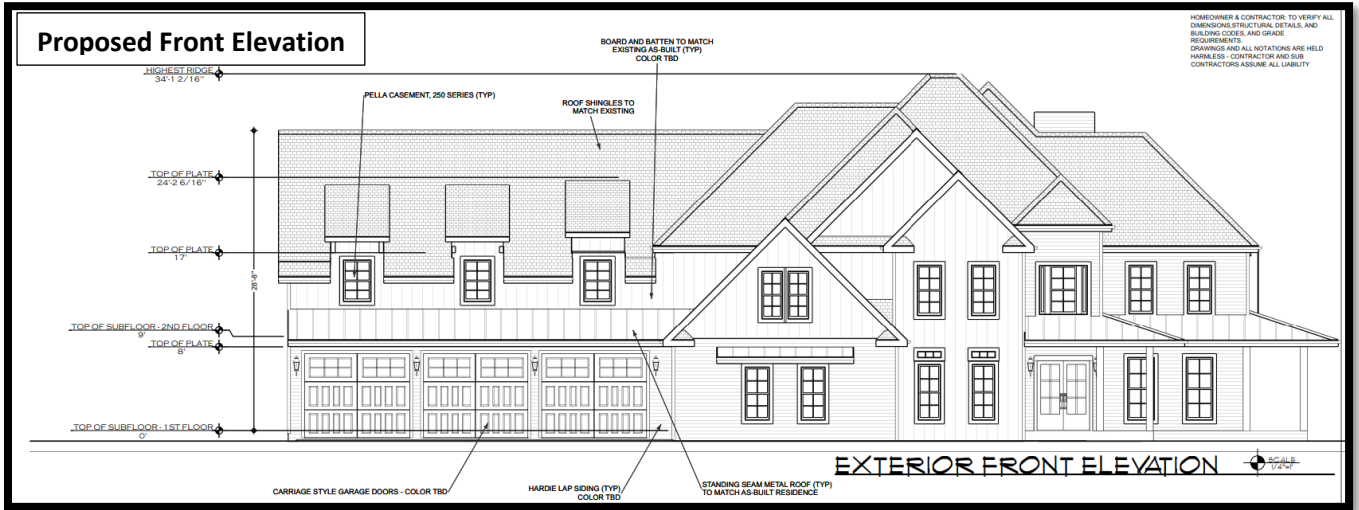 Proposed Front Elevation
HOMEOWNER & CONTRACTOR: TO VERIFY ALL
DIMENSIONS,STRUCTURAL DETAILS, AND
BUILDING CODES, AND GRADE
REQUIREMENTS.
DRAWINGS AND ALL NOTATIONS ARE HELD
HARMLESS - CONTRACTOR AND SUB
CONTRACTORS ASSUME ALL LIABILITY
BOARD AND BATTEN TO MATCH
EXISTING AS-BUILT (TYP)
COLOR TBD
HIGHEST RIDGE
34'-1 2/16"
PELLA CASEMENT, 250 SERIES (TYP)
ROOF SHINGLES TO
MATCH EXISTING
TOP OF PLATE
24'-2 6/16"
TOP OF PLATE
17'
28'-8"
TOP OF SUBFLOOR - 2ND FLOOR
9'
TOP OF PLATE
8'
TOP OF SUBFLOOR - 1ST FLOOR
0'
EXTERIOR FRONT ELEVATION
SCALE
1/4"=1'
CARRIAGE STYLE GARAGE DOORS - COLOR TBD
HARDIE LAP SIDING (TYP)
COLOR TBD
STANDING SEAM METAL ROOF (TYP)
TO MATCH AS-BUILT RESIDENCE